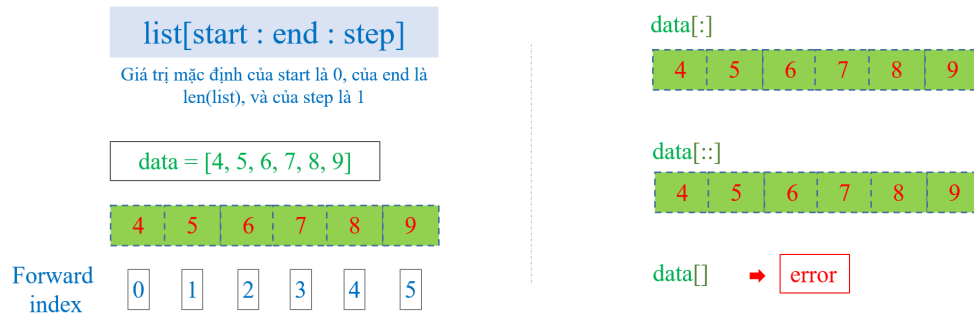 list[start : end : step]
Giá trị mặc định của start là 0, của end là
len(list), và của step là 1
data = [4, 5, 6, 7, 8, 9]
4 5 6 7 8 9
Forward
index
0 1 2 3 4 5
data[:]
4 5 6 7 8 9
data[::]
4 5 6 7 8 9
data[]
error